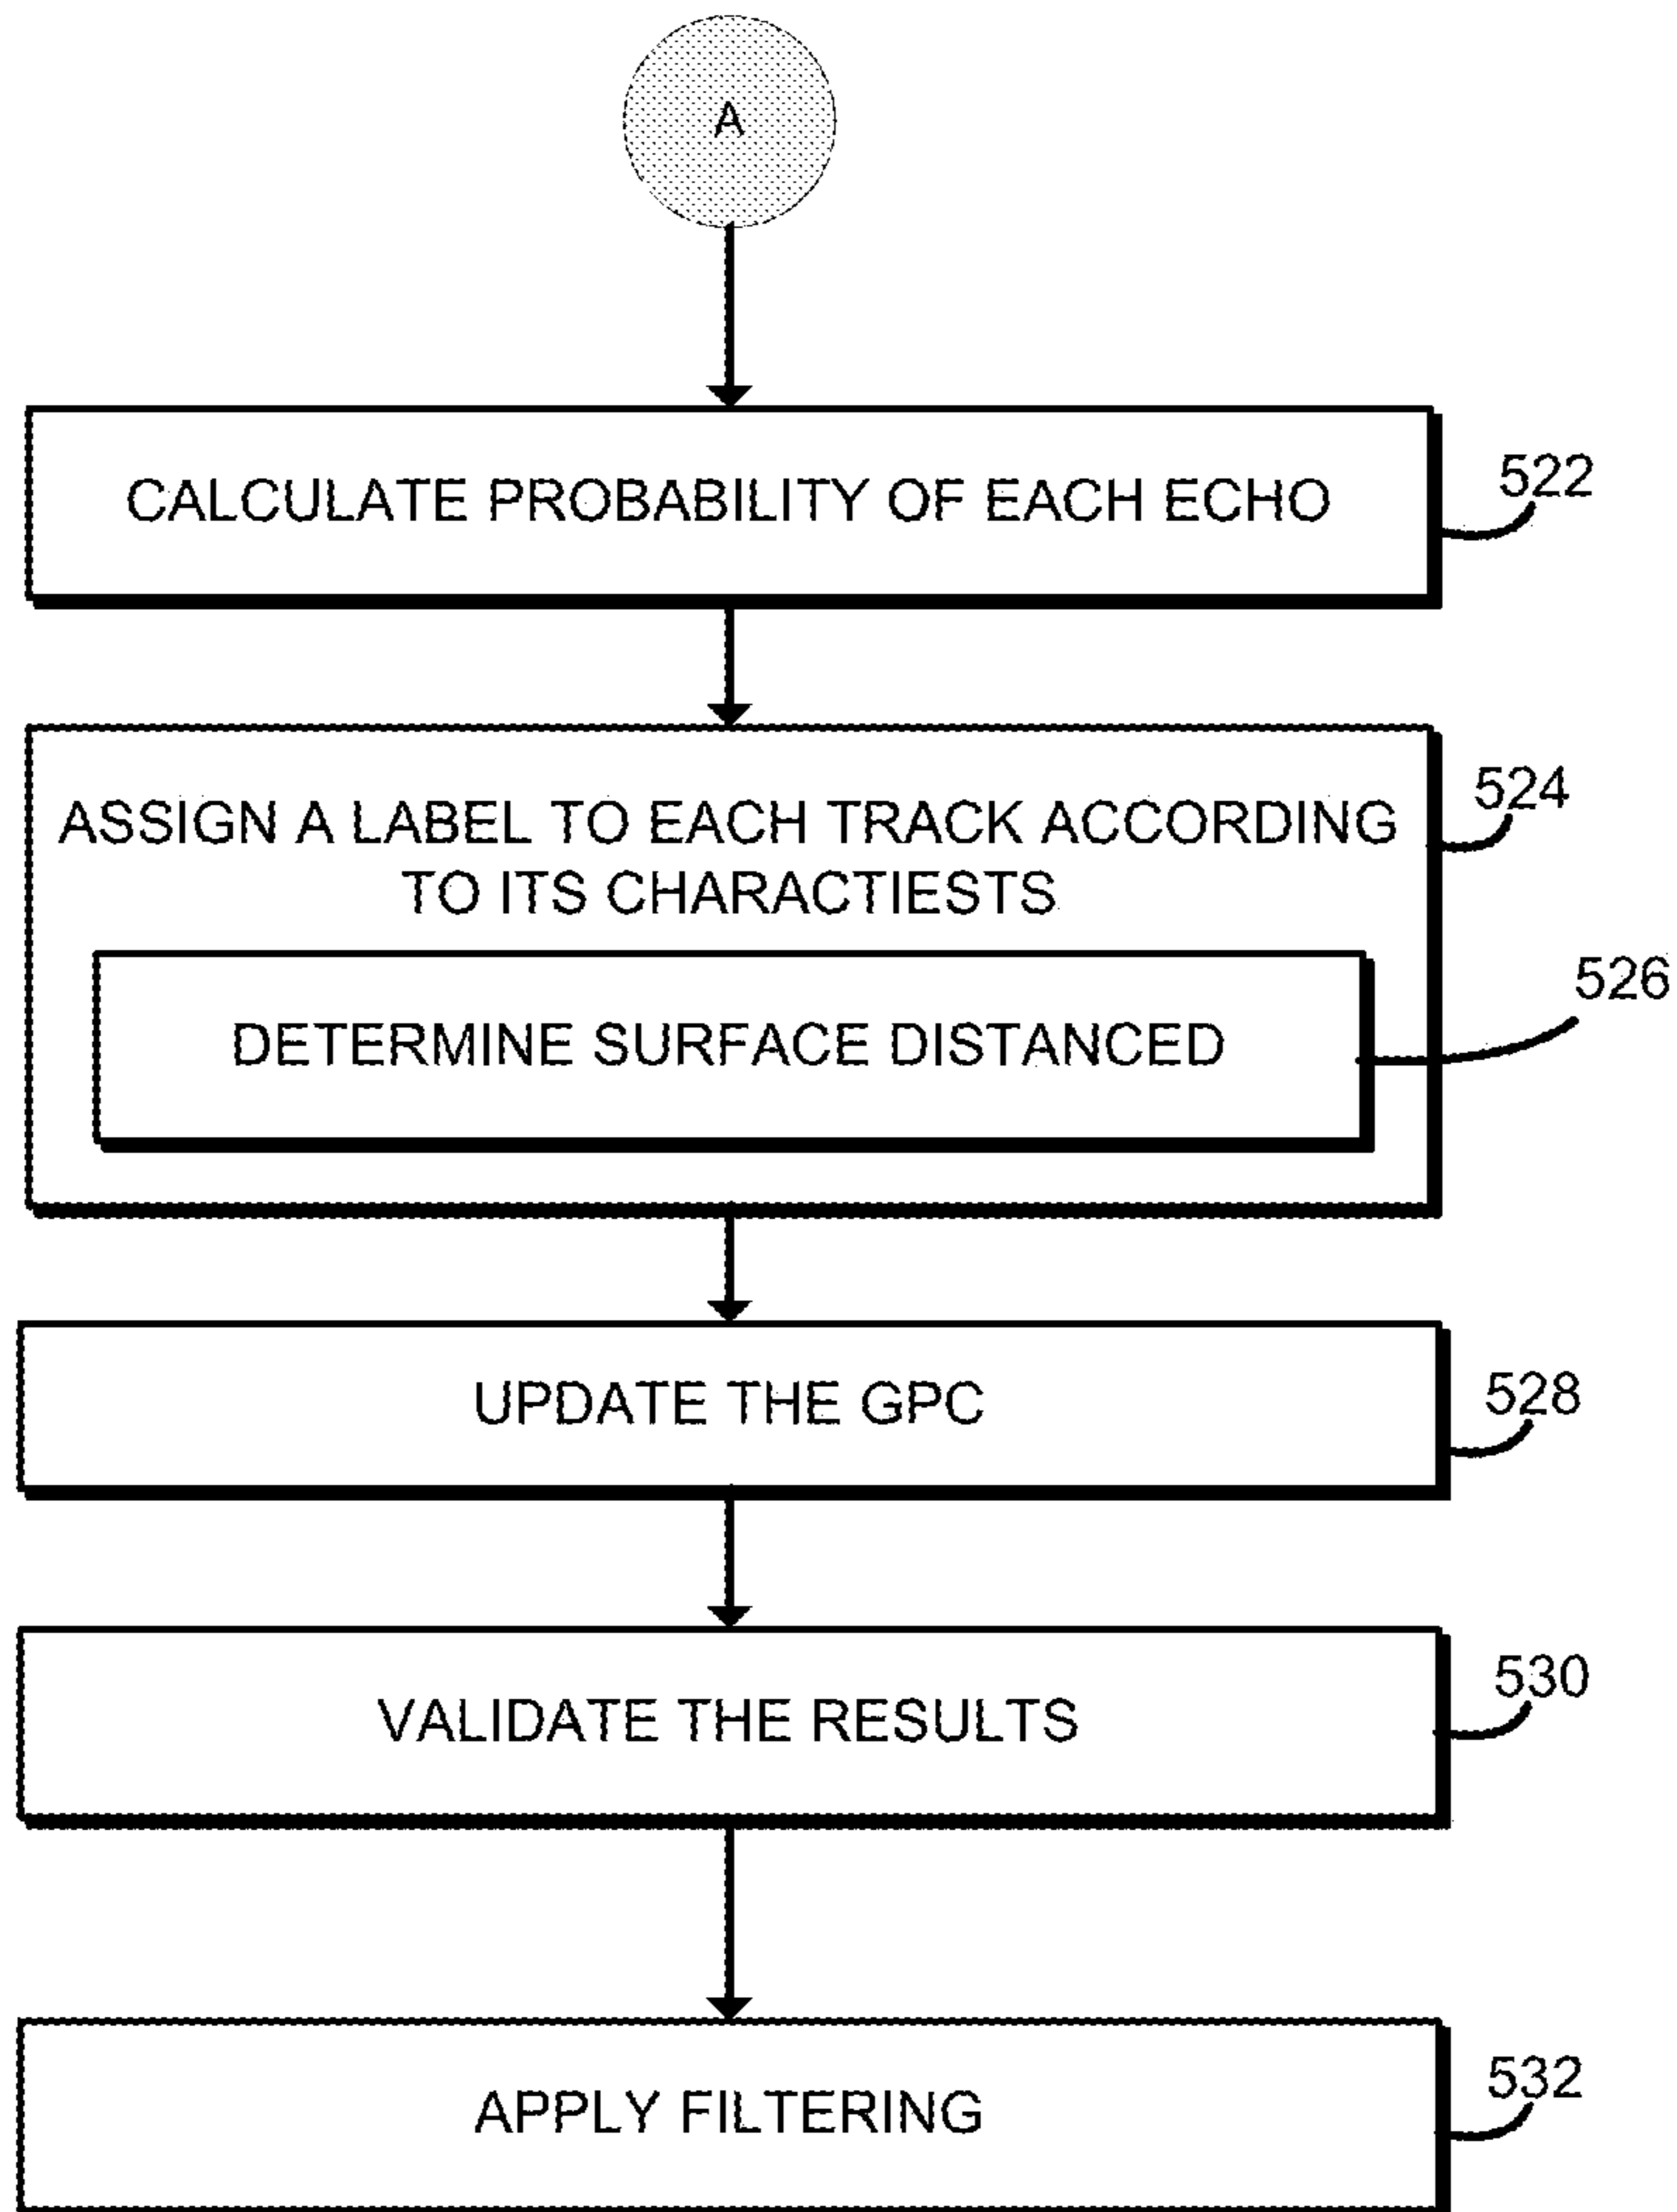 A
CALCULATE PROBABILITY OF EACH ECHO
522
ASSIGN A LABEL TO EACH TRACK ACCORDING
TO ITS CHARACTIESTS
524
DETERMINE SURFACE DISTANCED
526
UPDATE THE GPC
528
VALIDATE THE RESULTS
530
APPLY FILTERING
532